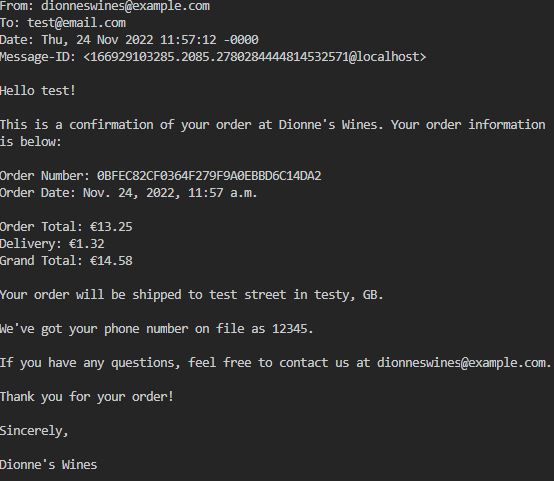 From: dionneswines@example.com
To: test@email.com
Date: Thu, 24 Nov 2022 11:57:12 -0000
Message-ID: <166929103285.2085.2780284444814532571@localhost>
Hello test!
This is a confirmation of your order at Dionne's Wines. Your order information
is below:
Order Number: 0BFEC82CF0364F279F9A0EBBD6C14DA2
Order Date: Nov. 24, 2022, 11:57 a.m.
Order Total: €13.25
Delivery: €1.32
Grand Total: €14.58
Your order will be shipped to test street in testy, GB.
We've got your phone number on file as 12345.
If you have any questions, feel free to contact us at dionneswines@example.com.
Thank you for your order!
Sincerely,
Dionne's Wines